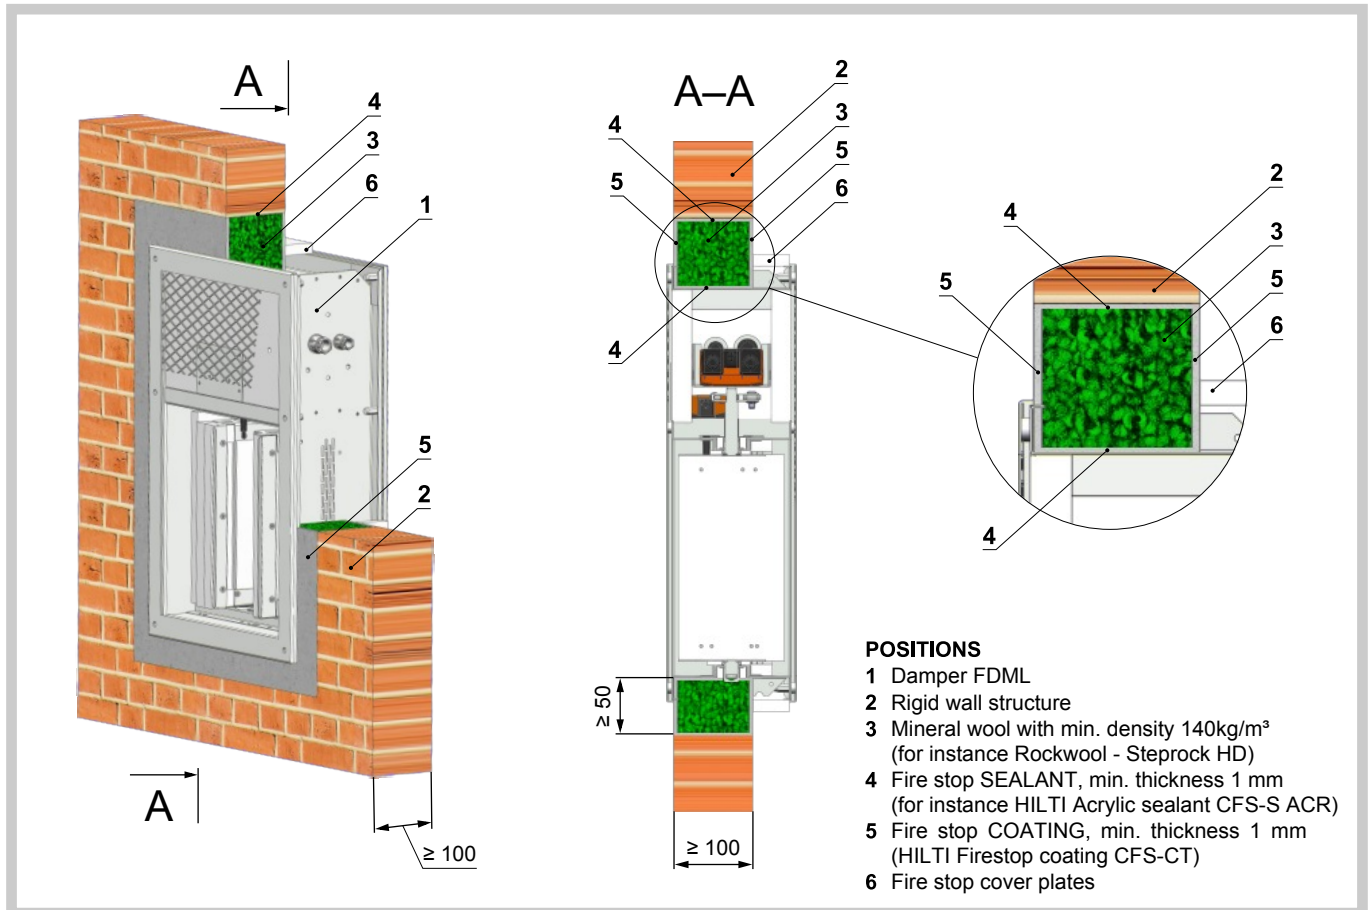 A
4
3
6
1
5
2
A
≥ 100
A–A
2
3
5
6
4
5
4
≥ 50
≥ 100
2
4
3
5
5
6
4
POSITIONS
1 Damper FDML
2 Rigid wall structure
3 Mineral wool with min. density 140kg/m³
(for instance Rockwool - Steprock HD)
4 Fire stop SEALANT, min. thickness 1 mm
(for instance HILTI Acrylic sealant CFS-S ACR)
5 Fire stop COATING, min. thickness 1 mm
(HILTI Firestop coating CFS-CT)
6 Fire stop cover plates